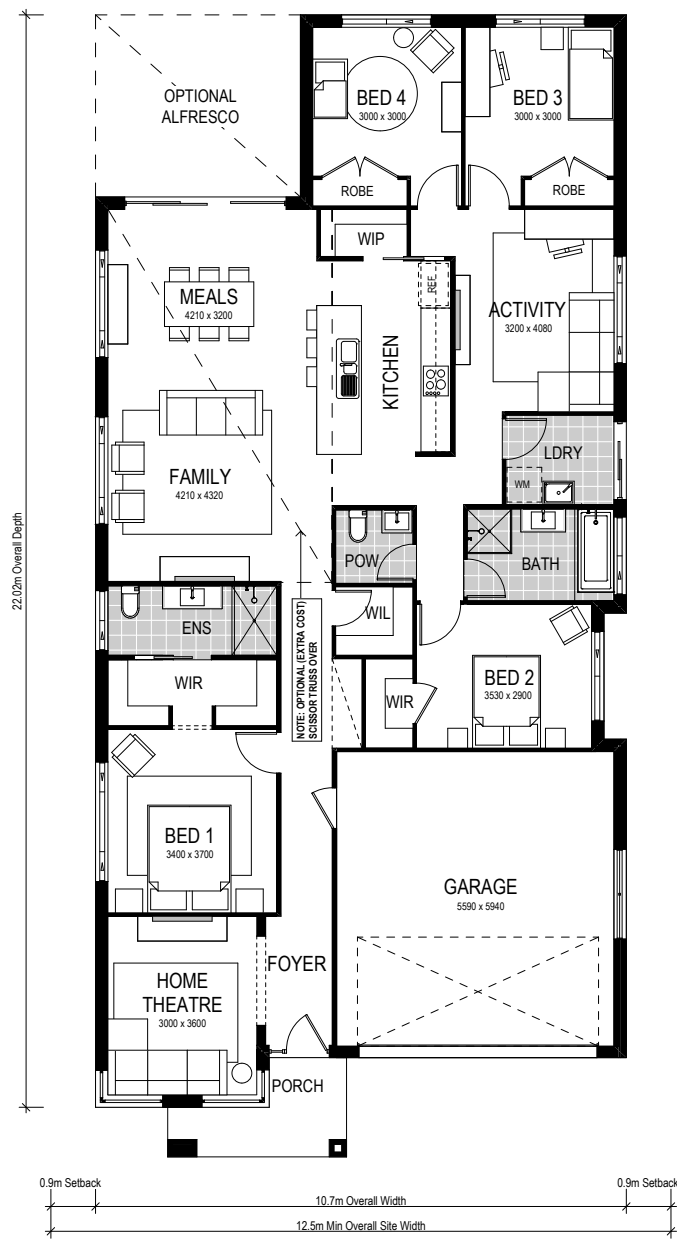 OPTIONAL
ALFRESCO
BED 4
3000 x 3000
BED 3
3000 x 3000
ROBE
ROBE
WIP
REF
MEALS
4210 x 3200
ACTIVITY
3200 x 4080
KITCHEN
LDRY
WM
FAMILY
4210 x 4320
22.02m Overall Depth
POW
BATH
ENS
WIL
NOTE: OPTIONAL (EXTRA COST)
SCISSOR TRUSS OVER
WIR
BED 2
3530 x 2900
WIR
BED 1
3400 x 3700
GARAGE
5590 x 5940
FOYER
HOME
THEATRE
3000 x 3600
PORCH
0.9m Setback
0.9m Setback
10.7m Overall Width
12.5m Min Overall Site Width